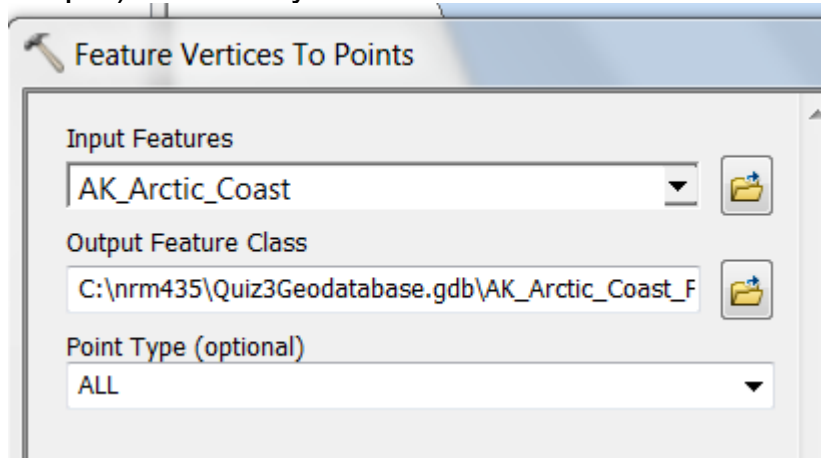 Feature Vertices To Points
Input Features
AK_Arctic_Coast
Output Feature Class
C:\nrm435\Quiz3Geodatabase.gdb\AK_Arctic_Coast_F
Point Type (optional)
ALL